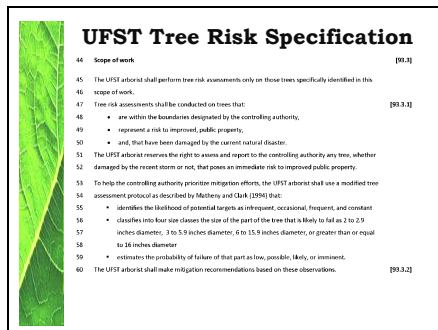 UFST Tree Risk Specification
44 Scope of work [93.3]
45 The UFST arborist shall perform tree risk assessments only on those trees specifically identified in this
46 scope of work.
47 Tree risk assessments shall be conducted on trees that: [93.3.1]
48 • are within the boundaries designated by the controlling authority,
49 • represent a risk to improved, public property,
50 • and, that have been damaged by the current natural disaster.
51 The UFST arborist reserves the right to assess and report to the controlling authority any tree, whether
52 damaged by the recent storm or not, that poses an immediate risk to improved public property.
53 To help the controlling authority prioritize mitigation efforts, the UFST arborist shall use a modified tree
54 assessment protocol as described by Matheny and Clark (1994) that:
55 • identifies the likelihood of potential targets as infrequent, occasional, frequent, and constant
56 • classifies into four size classes the size of the part of the tree that is likely to fail as 2 to 2.9
57 inches diameter, 3 to 5.9 inches diameter, 6 to 15.9 inches diameter, or greater than or equal
58 to 16 inches diameter
59 • estimates the probability of failure of that part as low, possible, likely, or imminent.
60 The UFST arborist shall make mitigation recommendations based on these observations. [93.3.2]